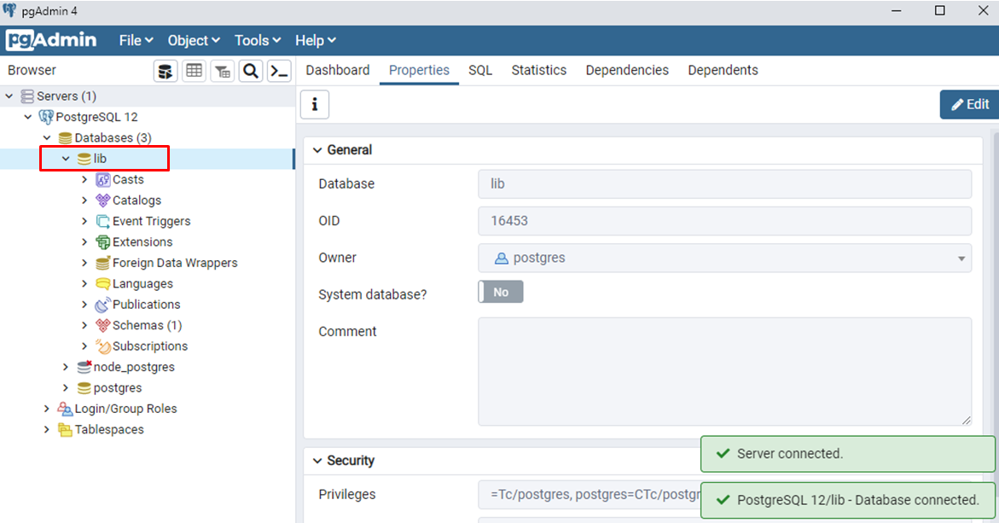 pgAdmin 4
pgAdmin File Object Tools Help
Browser Dashboard Properties SQL Statistics Dependencies Dependents
Servers (1)
PostgreSQL 12
Databases (3)
lib
Casts
Catalogs
Event Triggers
Extensions
Foreign Data Wrappers
Languages
Publications
Schemas (1)
Subscriptions
node_postgres
postgres
Login/Group Roles
Tablespaces
i Edit
General
Database lib
OID 16453
Owner postgres
System database? No
Comment
Security
Privileges =Tc/postgres, postgres=CTc/postgr
Server connected.
PostgreSQL 12/lib - Database connected.